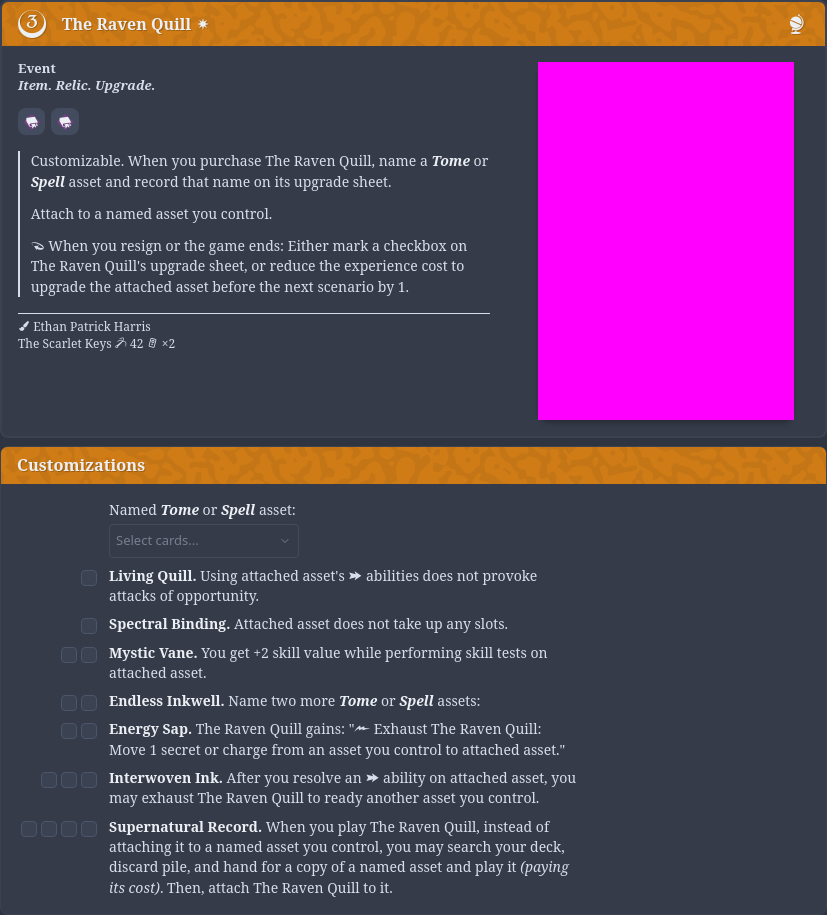 3 The Raven Quill
Event
Item. Relic. Upgrade.
Customizable. When you purchase The Raven Quill, name a Tome or
Spell asset and record that name on its upgrade sheet.
Attach to a named asset you control.
When you resign or the game ends: Either mark a checkbox on
The Raven Quill's upgrade sheet, or reduce the experience cost to
upgrade the attached asset before the next scenario by 1.
Ethan Patrick Harris
The Scarlet Keys 42 ×2
Customizations
Named Tome or Spell asset:
Select cards...
Living Quill. Using attached asset's abilities does not provoke
attacks of opportunity.
Spectral Binding. Attached asset does not take up any slots.
Mystic Vane. You get +2 skill value while performing skill tests on
attached asset.
Endless Inkwell. Name two more Tome or Spell assets:
Energy Sap. The Raven Quill gains: " Exhaust The Raven Quill:
Move 1 secret or charge from an asset you control to attached asset."
Interwoven Ink. After you resolve an ability on attached asset, you
may exhaust The Raven Quill to ready another asset you control.
Supernatural Record. When you play The Raven Quill, instead of
attaching it to a named asset you control, you may search your deck,
discard pile, and hand for a copy of a named asset and play it (paying
its cost). Then, attach The Raven Quill to it.